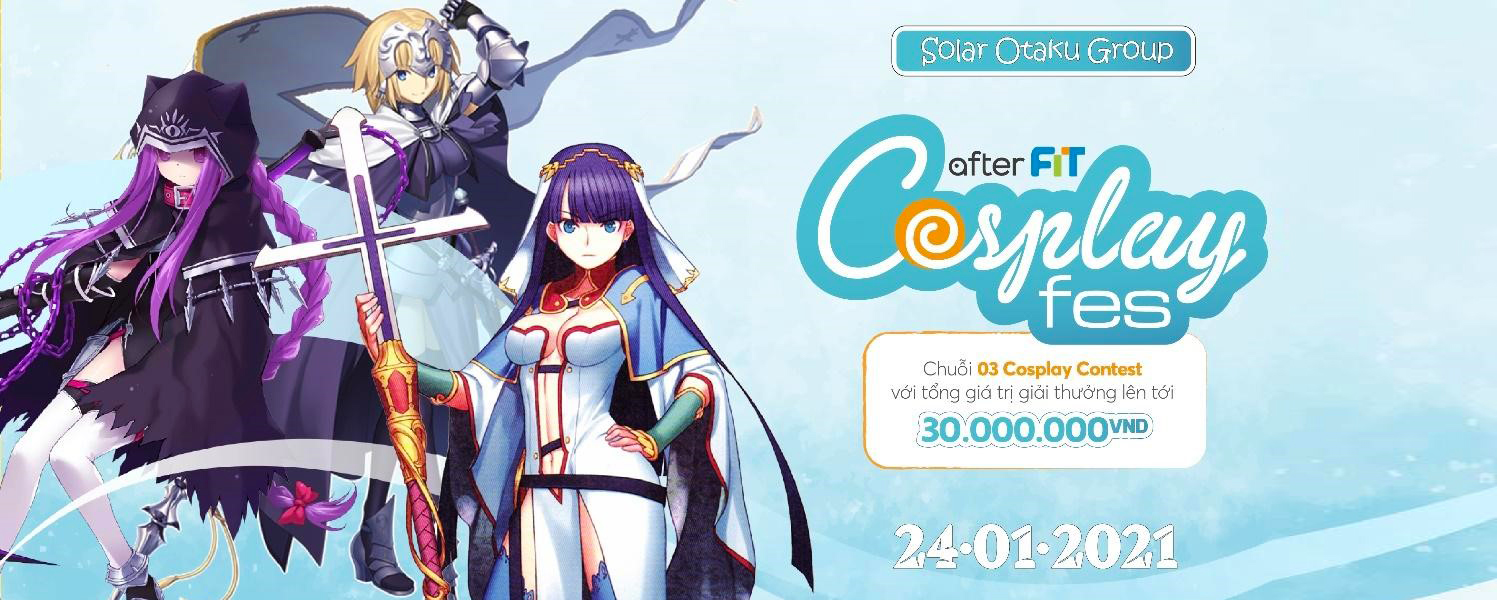 Solar Otaku Group
after FiT
Cosplay
fes
Chuỗi 03 Cosplay Contest
với tổng giá trị giải thưởng lên tới
30.000.000VND
24·01·2021